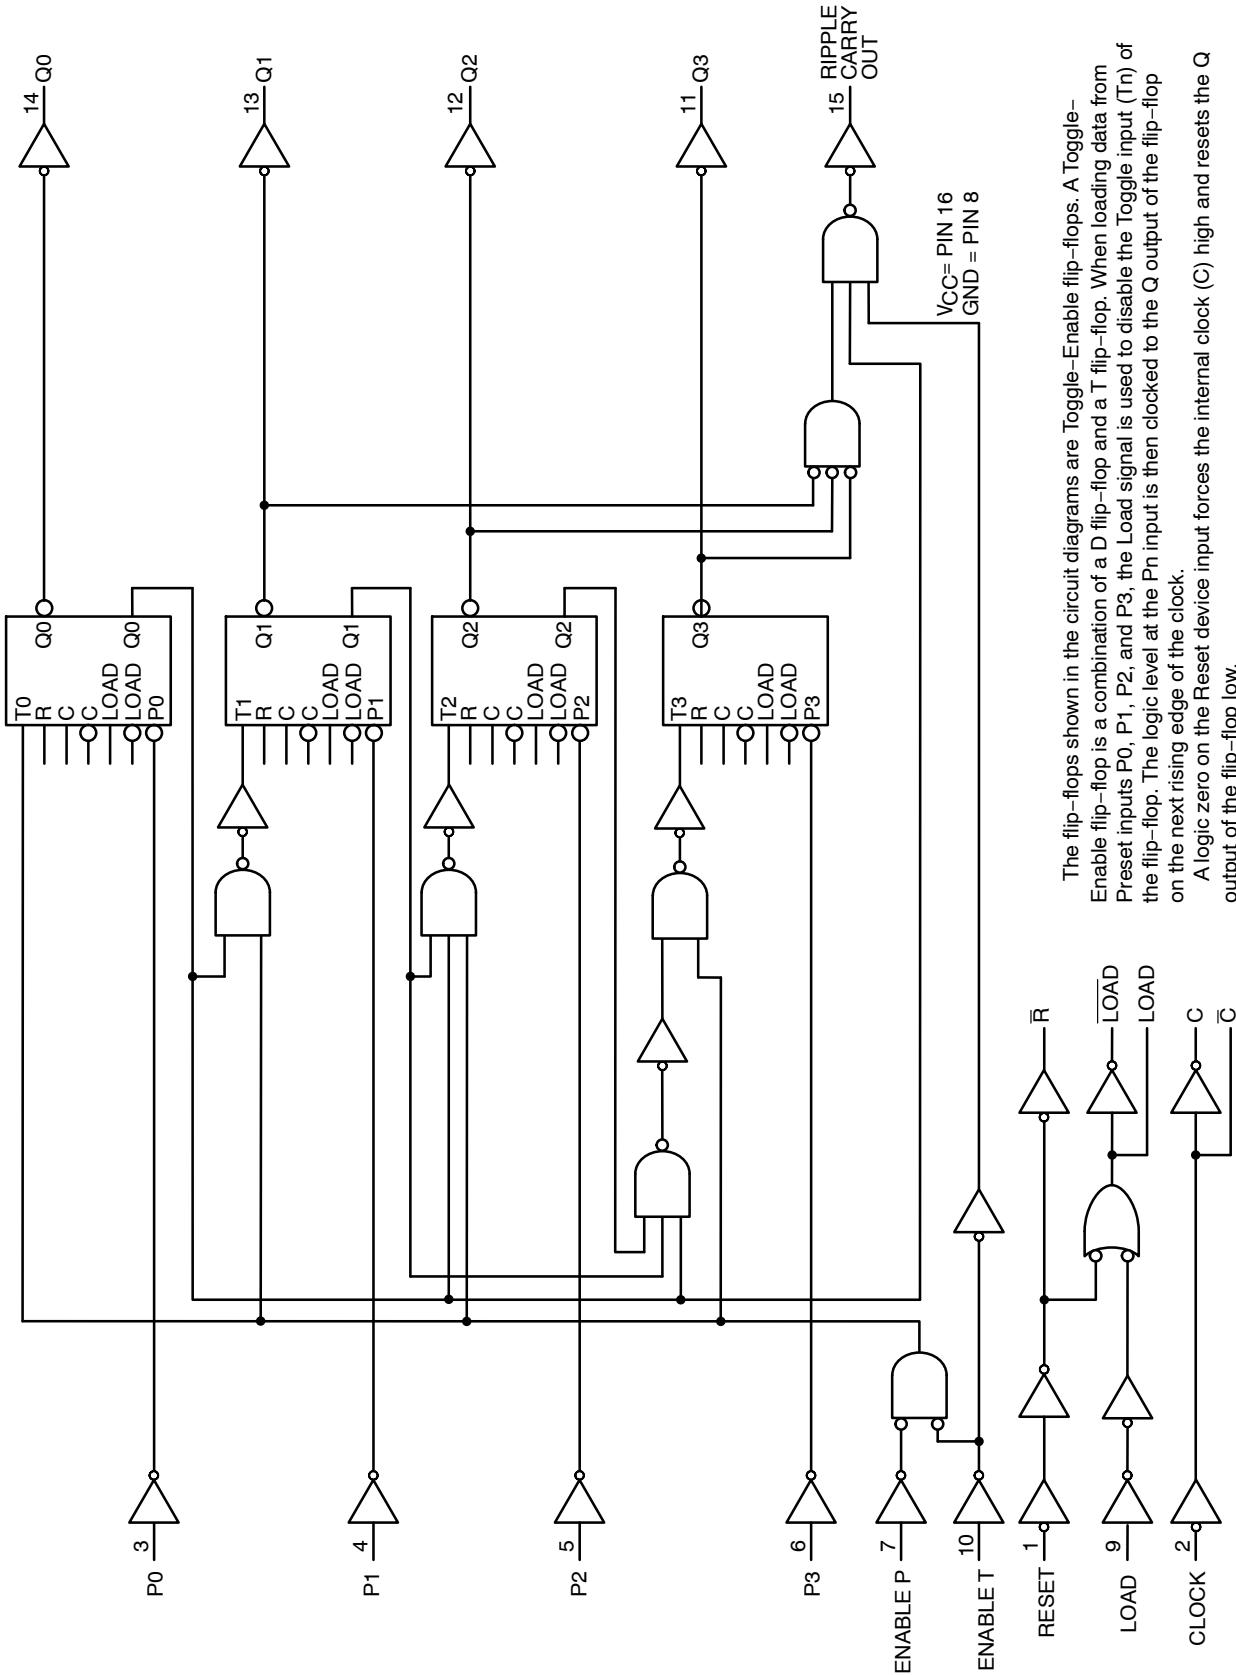 14 Q0
13 Q1
12 Q2
11 Q3
15 RIPPLE
CARRY
OUT
T0
R
C
C
LOAD
LOAD
P0
Q0
Q0
T1
R
C
C
LOAD
LOAD
P1
Q1
Q1
T2
R
C
C
LOAD
LOAD
P2
Q2
Q2
T3
R
C
C
LOAD
LOAD
P3
Q3
VCC= PIN 16
GND = PIN 8
P0 3
P1 4
P2 5
P3 6
ENABLE P 7
ENABLE T 10
RESET 1
LOAD 9
CLOCK 2
R̅
L̅O̅A̅D̅
LOAD
C
C̅
The flip−flops shown in the circuit diagrams are Toggle−Enable flip−flops. A Toggle−
Enable flip−flop is a combination of a D flip−flop and a T flip−flop. When loading data from
Preset inputs P0, P1, P2, and P3, the Load signal is used to disable the Toggle input (Tn) of
the flip−flop. The logic level at the Pn input is then clocked to the Q output of the flip−flop
on the next rising edge of the clock.
A logic zero on the Reset device input forces the internal clock (C) high and resets the Q
output of the flip−flop low.